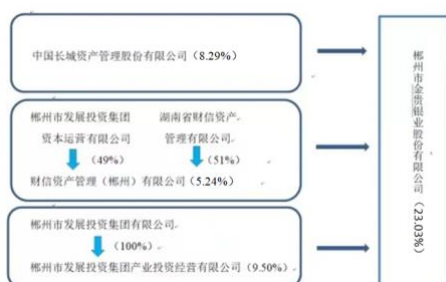 中国长城资产管理股份有限公司（8.29%）
郴州市发展投资集团 湖南省财信资产
资本运营有限公司 管理有限公司
（49%） （51%）
财信资产管理（郴州）有限公司（5.24%）
郴州市发展投资集团有限公司
（100%）
郴州市发展投资集团产业投资经营有限公司（9.50%）
郴州市金贵银业股份有限公司（23.03%）